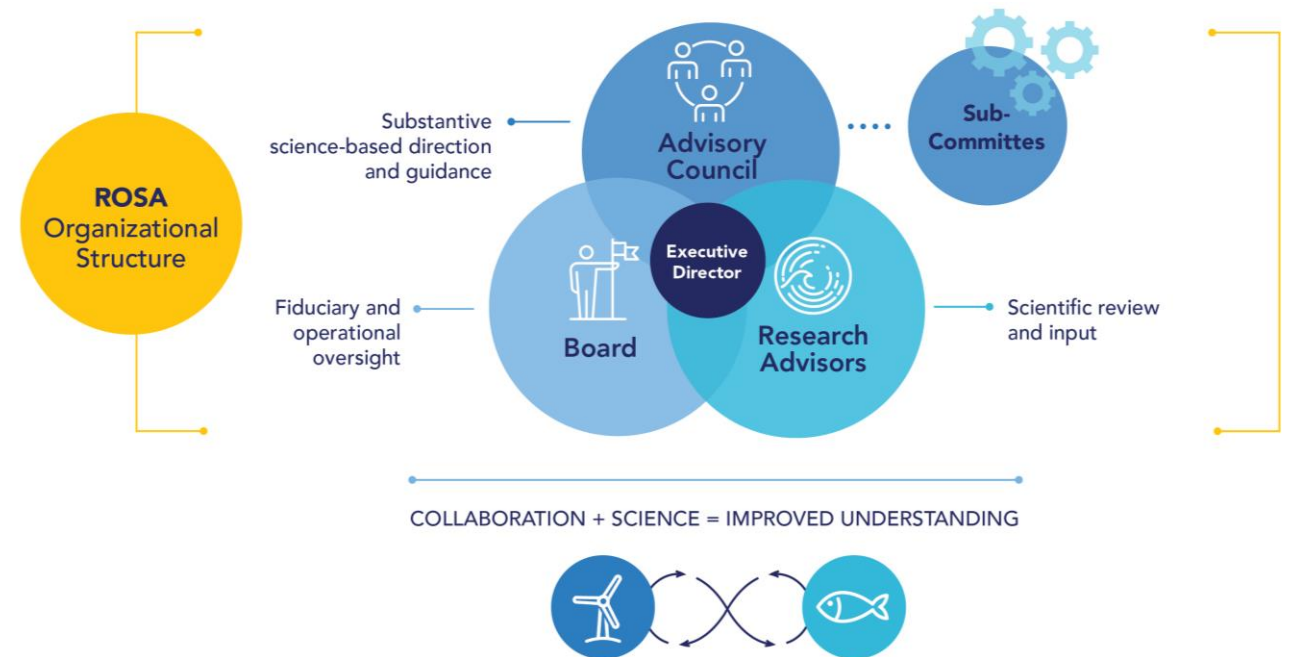 ROSA
Organizational
Structure
Substantive
science-based direction
and guidance
Advisory
Council
Sub-
Committes
Executive
Director
Fiduciary and
operational
oversight
Board
Research
Advisors
Scientific review
and input
COLLABORATION + SCIENCE = IMPROVED UNDERSTANDING